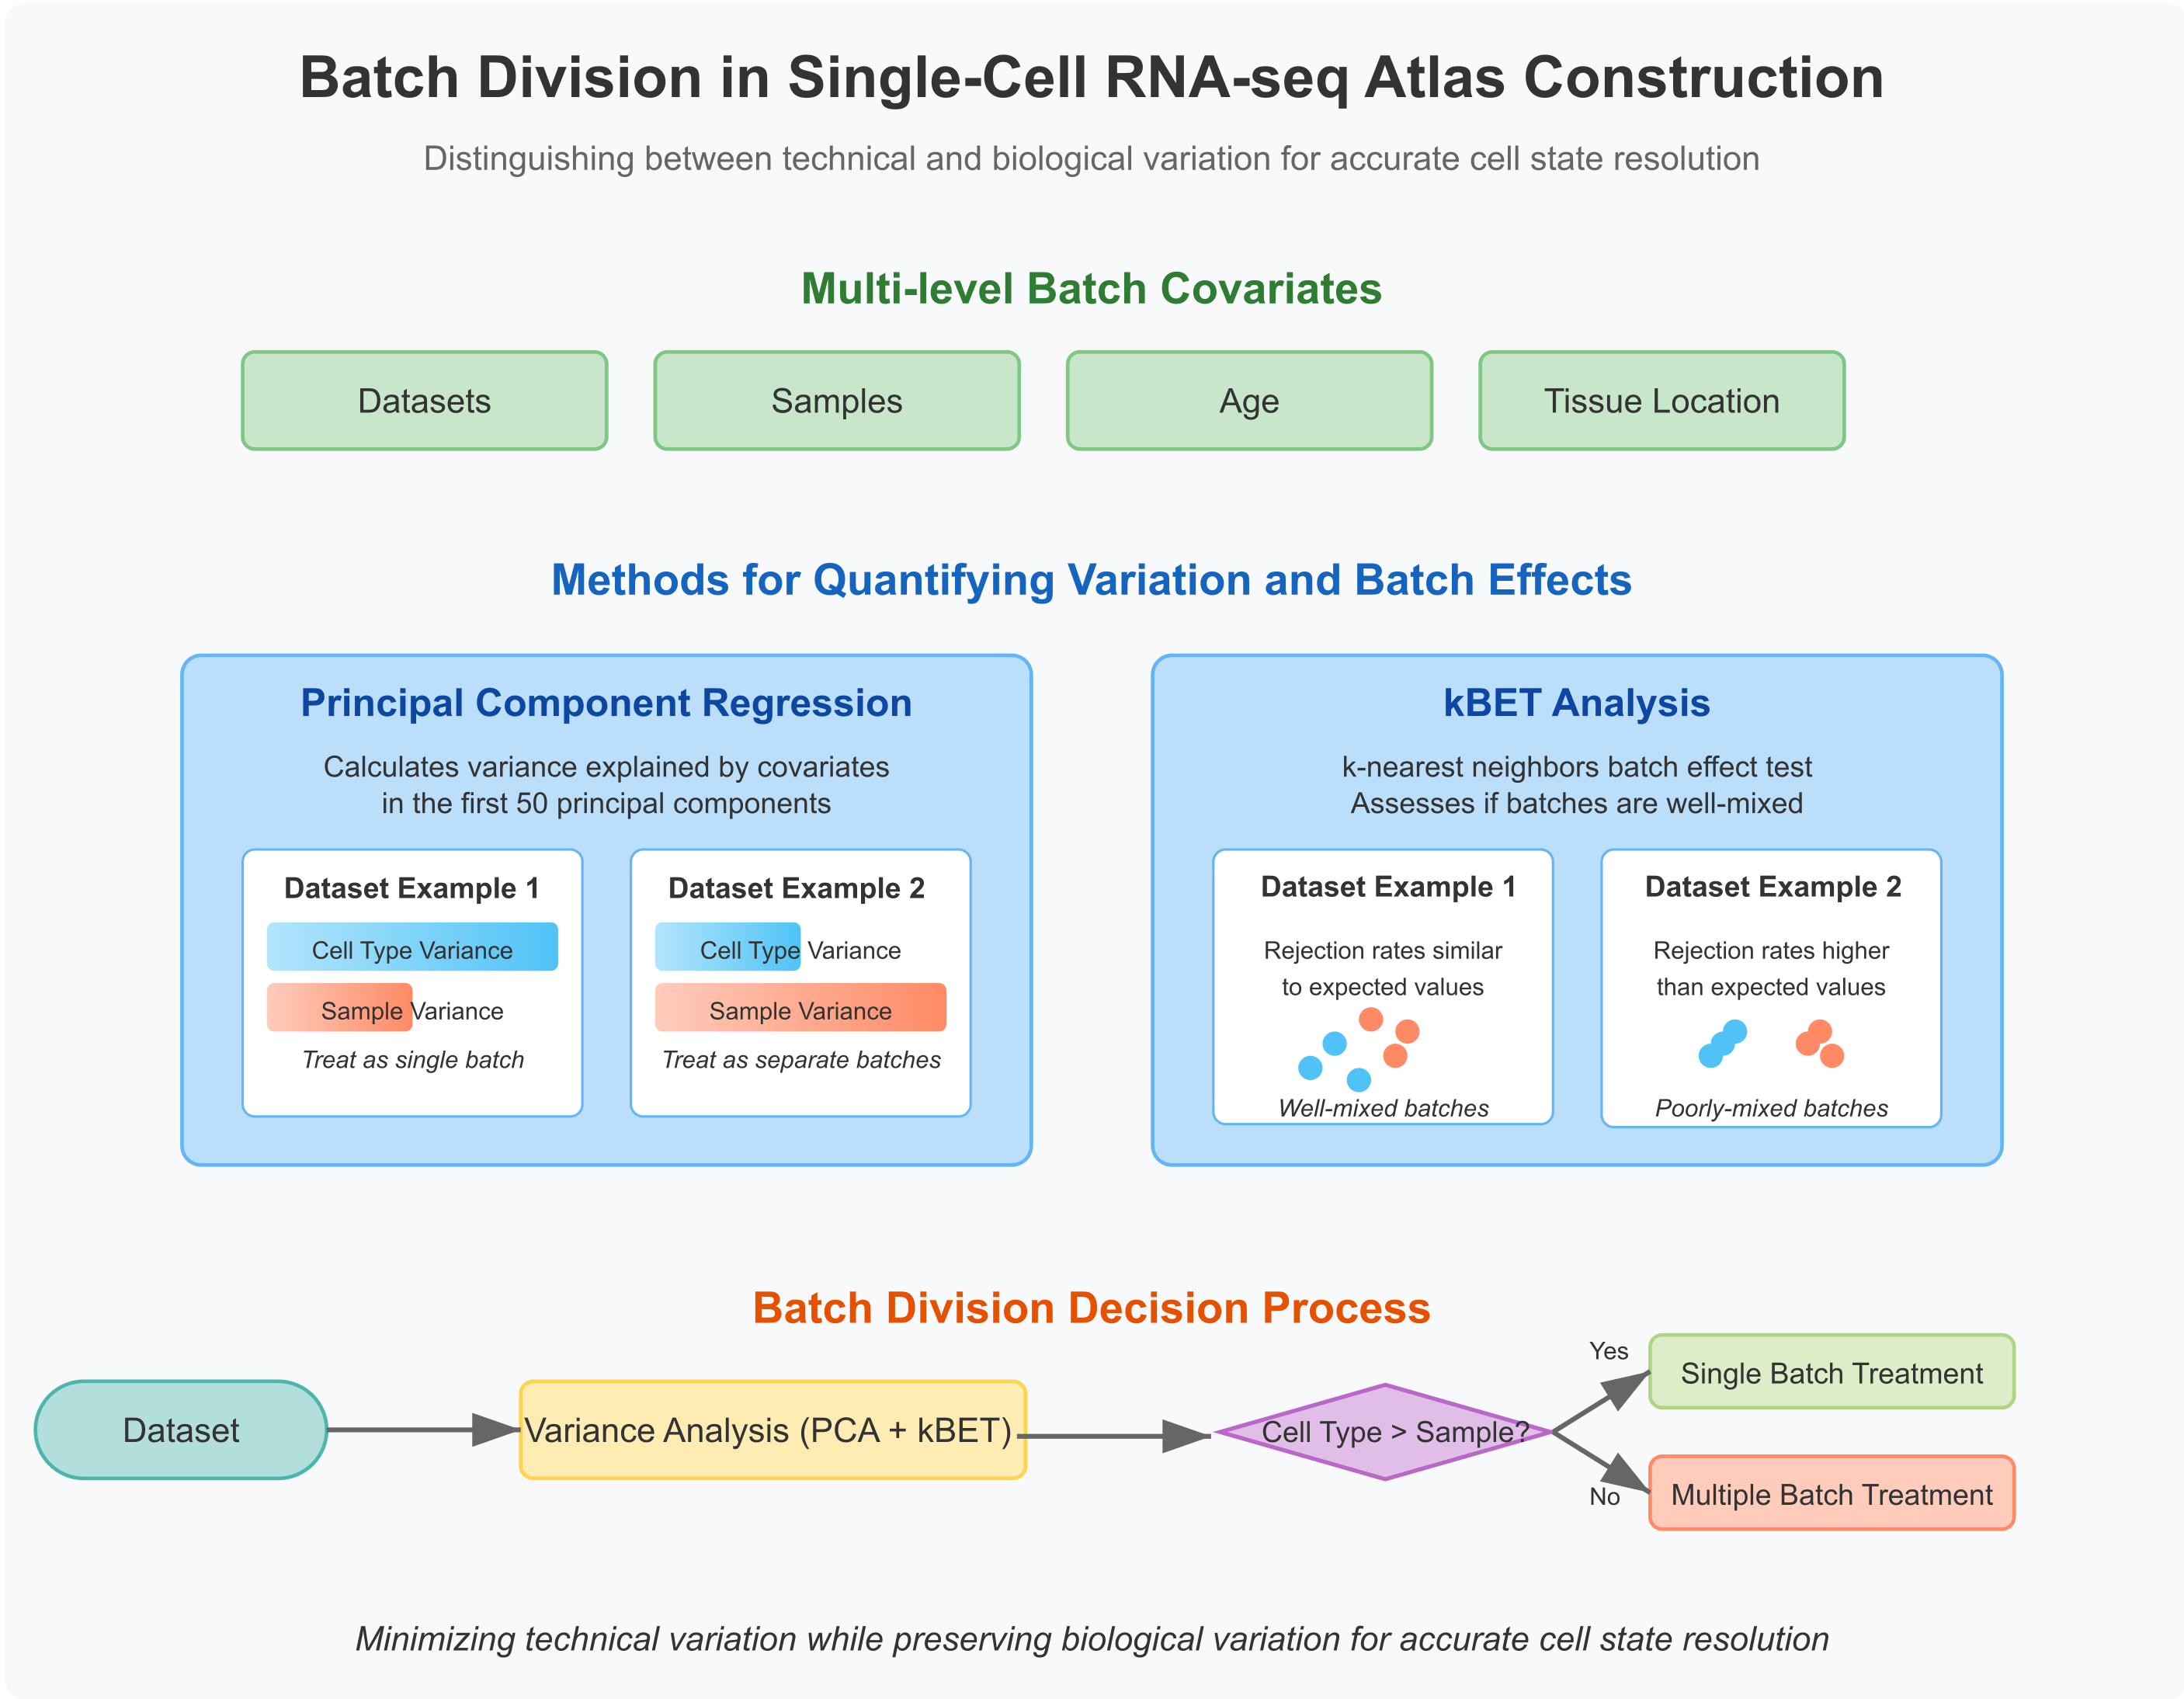 Batch Division in Single-Cell RNA-seq Atlas Construction
Distinguishing between technical and biological variation for accurate cell state resolution
Multi-level Batch Covariates
Datasets
Samples
Age
Tissue Location
Methods for Quantifying Variation and Batch Effects
Principal Component Regression
Calculates variance explained by covariates
in the first 50 principal components
Dataset Example 1
Cell Type Variance
Sample Variance
Treat as single batch
Dataset Example 2
Cell Type Variance
Sample Variance
Treat as separate batches
kBET Analysis
k-nearest neighbors batch effect test
Assesses if batches are well-mixed
Dataset Example 1
Rejection rates similar
to expected values
Well-mixed batches
Dataset Example 2
Rejection rates higher
than expected values
Poorly-mixed batches
Batch Division Decision Process
Dataset
Variance Analysis (PCA + kBET)
Cell Type > Sample?
Yes
Single Batch Treatment
No
Multiple Batch Treatment
Minimizing technical variation while preserving biological variation for accurate cell state resolution